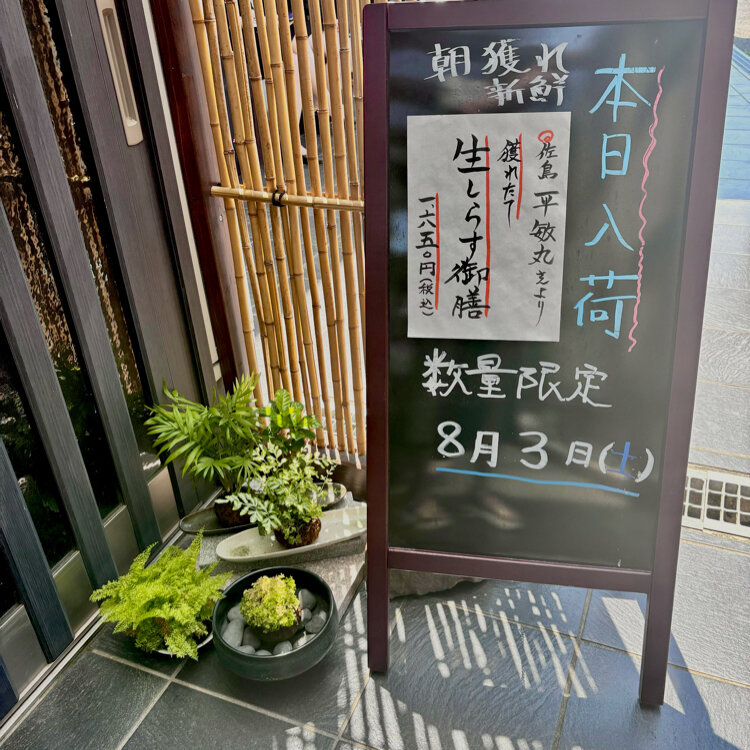 本日入荷
朝獲れ
新鮮
佐島 平敏丸さんより
獲れたて
生しらす御膳
一六五〇円(税込)
数量限定
8月3日(土)